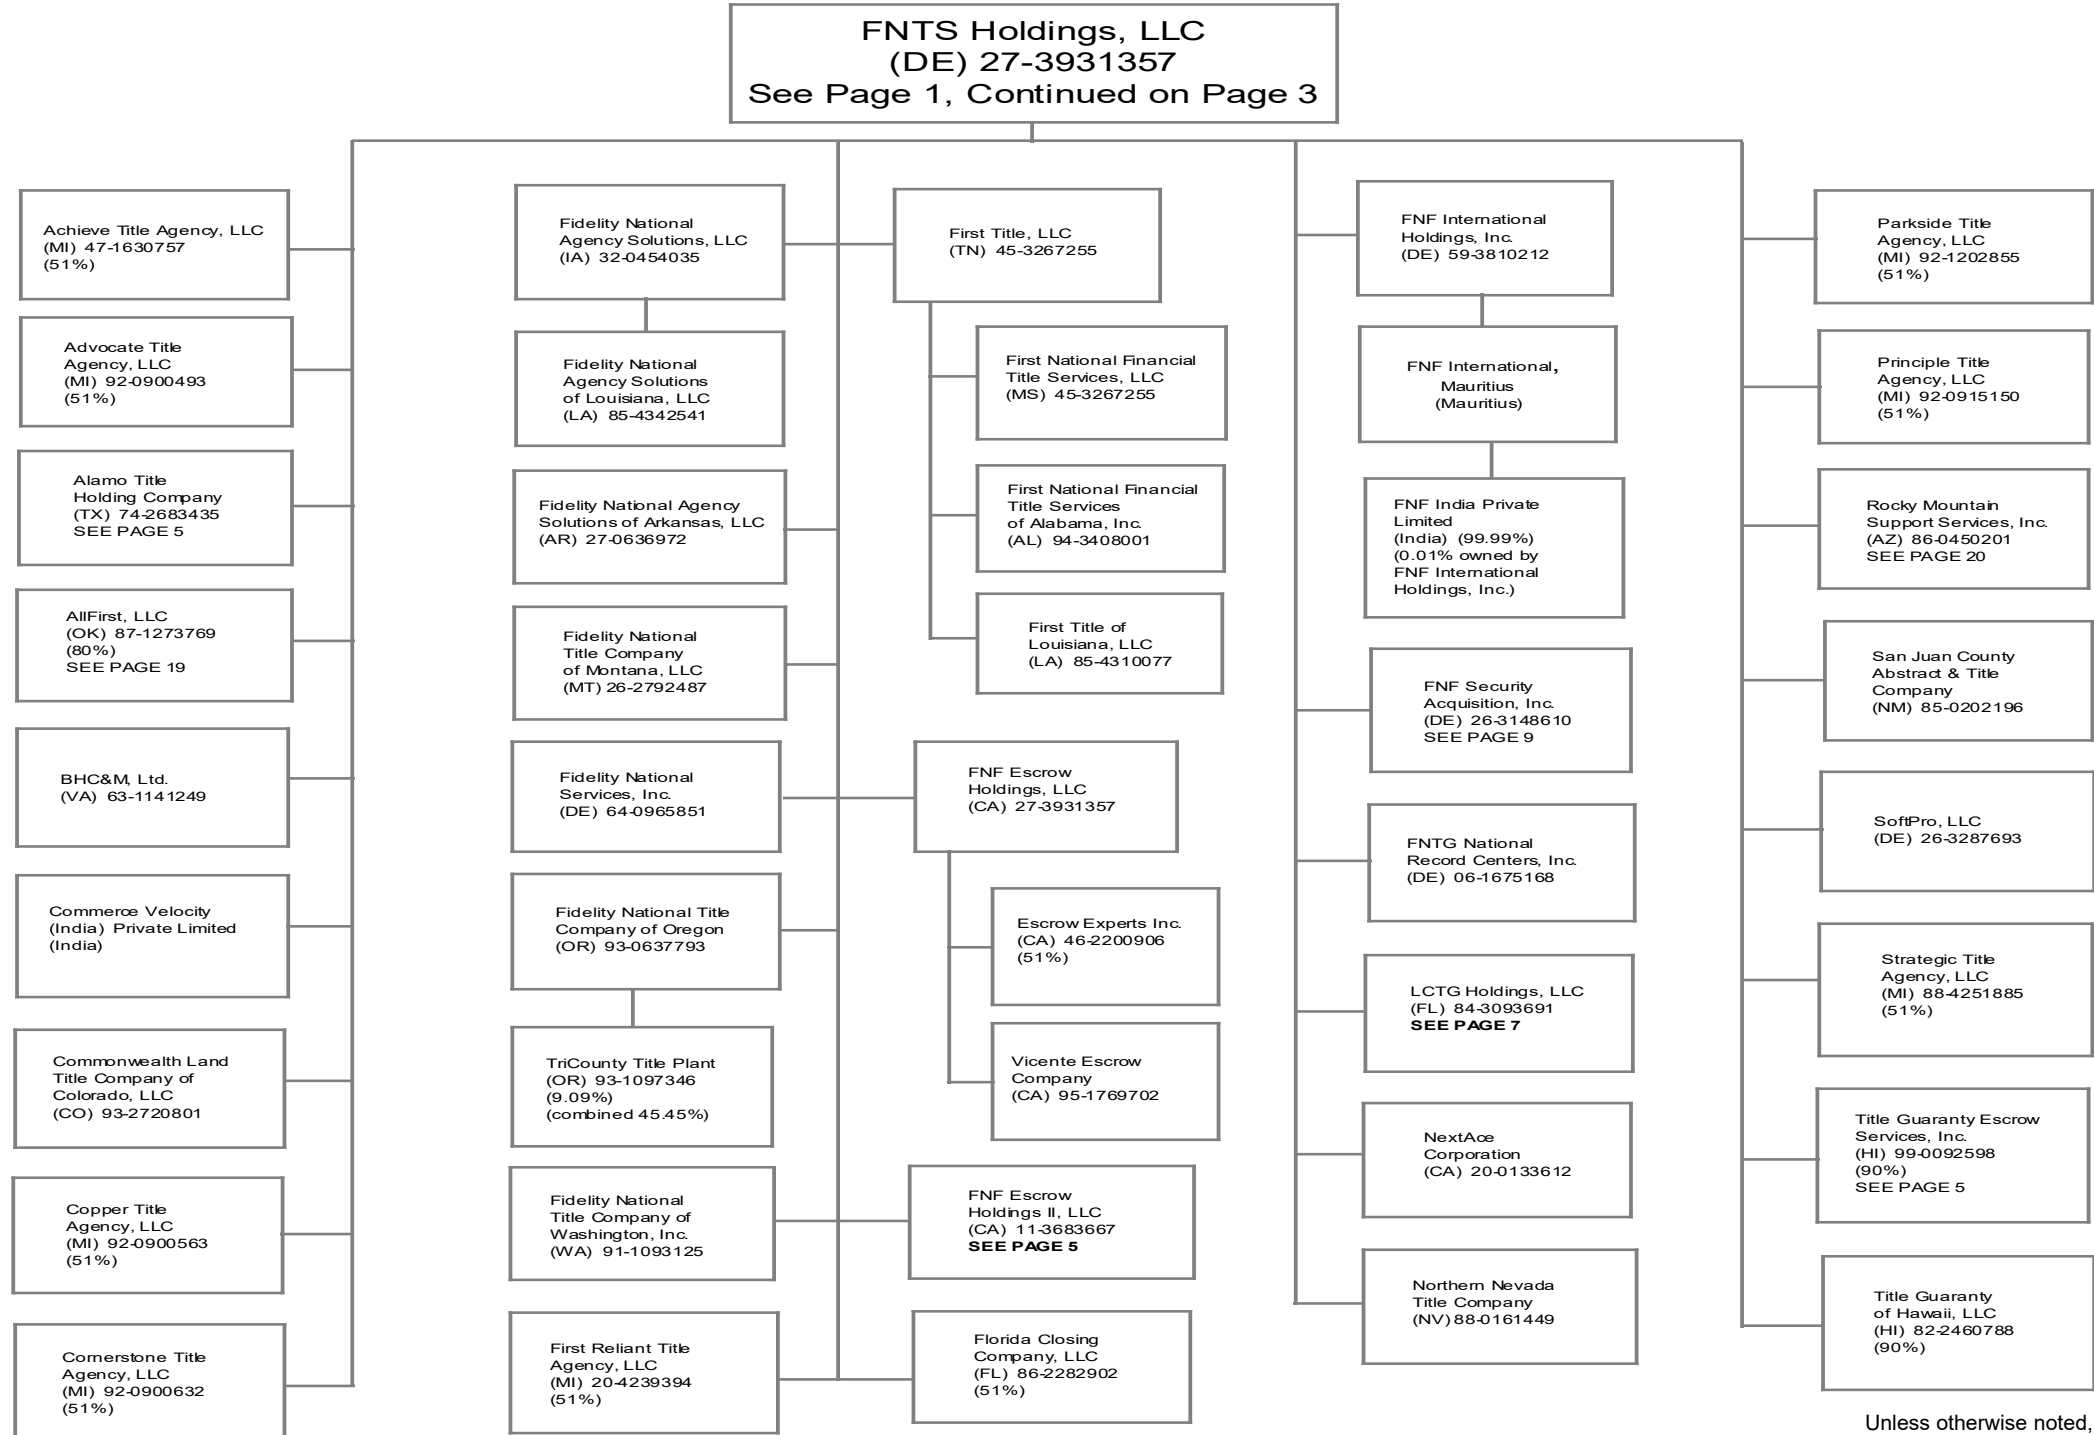 FNTS Holdings, LLC
(DE) 27-3931357
See Page 1, Continued on Page 3
Achieve Title Agency, LLC
(MI) 47-1630757
(51%)
Advocate Title
Agency, LLC
(MI) 92-0900493
(51%)
Alamo Title
Holding Company
(TX) 74-2683435
SEE PAGE 5
AllFirst, LLC
(OK) 87-1273769
(80%)
SEE PAGE 19
BHC&M, Ltd.
(VA) 63-1141249
Commerce Velocity
(India) Private Limited
(India)
Commonwealth Land
Title Company of
Colorado, LLC
(CO) 93-2720801
Copper Title
Agency, LLC
(MI) 92-0900563
(51%)
Cornerstone Title
Agency, LLC
(MI) 92-0900632
(51%)
Fidelity National
Agency Solutions, LLC
(IA) 32-0454035
Fidelity National
Agency Solutions
of Louisiana, LLC
(LA) 85-4342541
Fidelity National Agency
Solutions of Arkansas, LLC
(AR) 27-0636972
Fidelity National
Title Company
of Montana, LLC
(MT) 26-2792487
Fidelity National
Services, Inc.
(DE) 64-0965851
Fidelity National Title
Company of Oregon
(OR) 93-0637793
TriCounty Title Plant
(OR) 93-1097346
(9.09%)
(combined 45.45%)
Fidelity National
Title Company of
Washington, Inc.
(WA) 91-1093125
First Reliant Title
Agency, LLC
(MI) 20-4239394
(51%)
First Title, LLC
(TN) 45-3267255
First National Financial
Title Services, LLC
(MS) 45-3267255
First National Financial
Title Services
of Alabama, Inc.
(AL) 94-3408001
First Title of
Louisiana, LLC
(LA) 85-4310077
FNF Escrow
Holdings, LLC
(CA) 27-3931357
Escrow Experts Inc.
(CA) 46-2200906
(51%)
Vicente Escrow
Company
(CA) 95-1769702
FNF Escrow
Holdings II, LLC
(CA) 11-3683667
SEE PAGE 5
Florida Closing
Company, LLC
(FL) 86-2282902
(51%)
FNF International
Holdings, Inc.
(DE) 59-3810212
FNF International,
Mauritius
(Mauritius)
FNF India Private
Limited
(India) (99.99%)
(0.01% owned by
FNF International
Holdings, Inc.)
FNF Security
Acquisition, Inc.
(DE) 26-3148610
SEE PAGE 9
FNTG National
Record Centers, Inc.
(DE) 06-1675168
LCTG Holdings, LLC
(FL) 84-3093691
SEE PAGE 7
NextAce
Corporation
(CA) 20-0133612
Northern Nevada
Title Company
(NV) 88-0161449
Parkside Title
Agency, LLC
(MI) 92-1202855
(51%)
Principle Title
Agency, LLC
(MI) 92-0915150
(51%)
Rocky Mountain
Support Services, Inc.
(AZ) 86-0450201
SEE PAGE 20
San Juan County
Abstract & Title
Company
(NM) 85-0202196
SoftPro, LLC
(DE) 26-3287693
Strategic Title
Agency, LLC
(MI) 88-4251885
(51%)
Title Guaranty Escrow
Services, Inc.
(HI) 99-0092598
(90%)
SEE PAGE 5
Title Guaranty
of Hawaii, LLC
(HI) 82-2460788
(90%)
Unless otherwise noted,